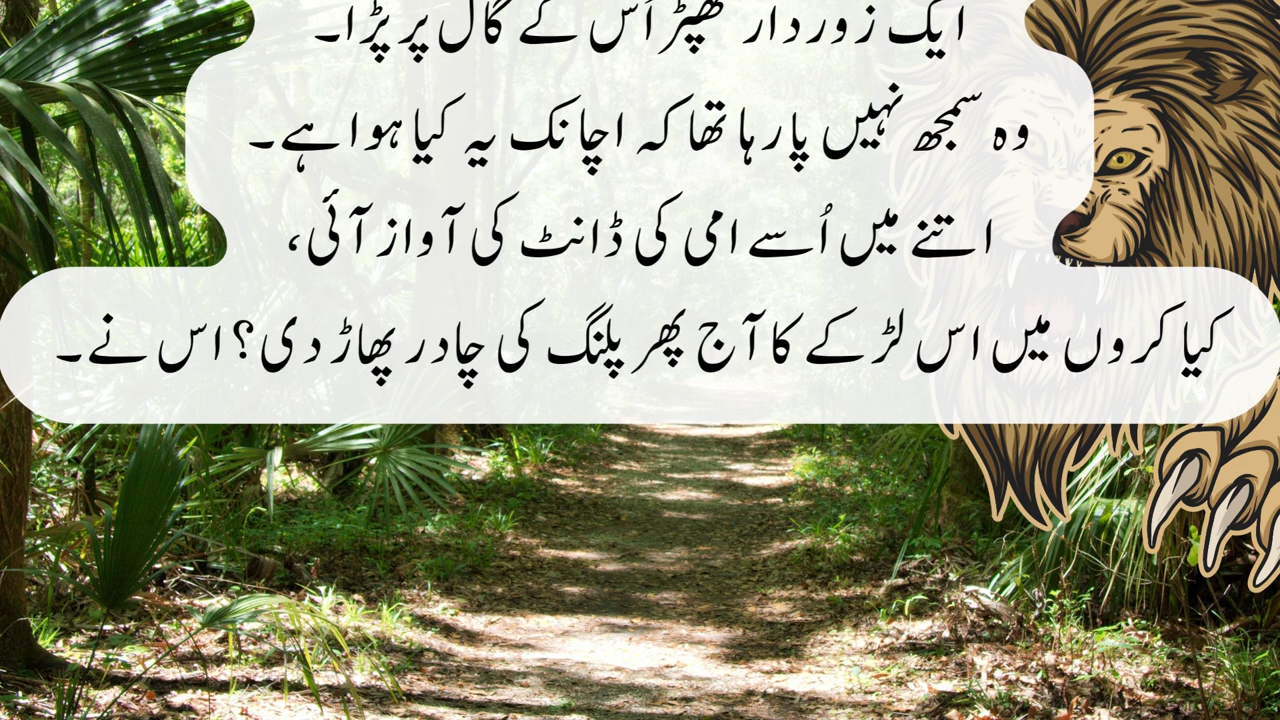 ایک زوردار تھپڑ اُس کے گال پر پڑا۔
وہ سمجھ نہیں پا رہا تھا کہ اچانک یہ کیا ہوا ہے۔
اتنے میں اُسے امی کی ڈانٹ کی آواز آئی،
کیا کروں میں اس لڑکے کا آج پھر پلنگ کی چادر پھاڑ دی؟ اس نے۔